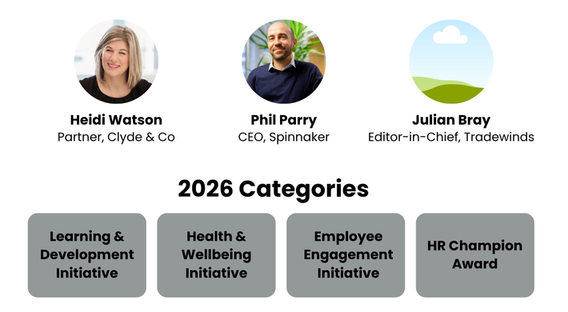 Heidi Watson
Partner, Clyde & Co
Phil Parry
CEO, Spinnaker
Julian Bray
Editor-in-Chief, Tradewinds
2026 Categories
Learning &
Development
Initiative
Health &
Wellbeing
Initiative
Employee
Engagement
Initiative
HR Champion
Award